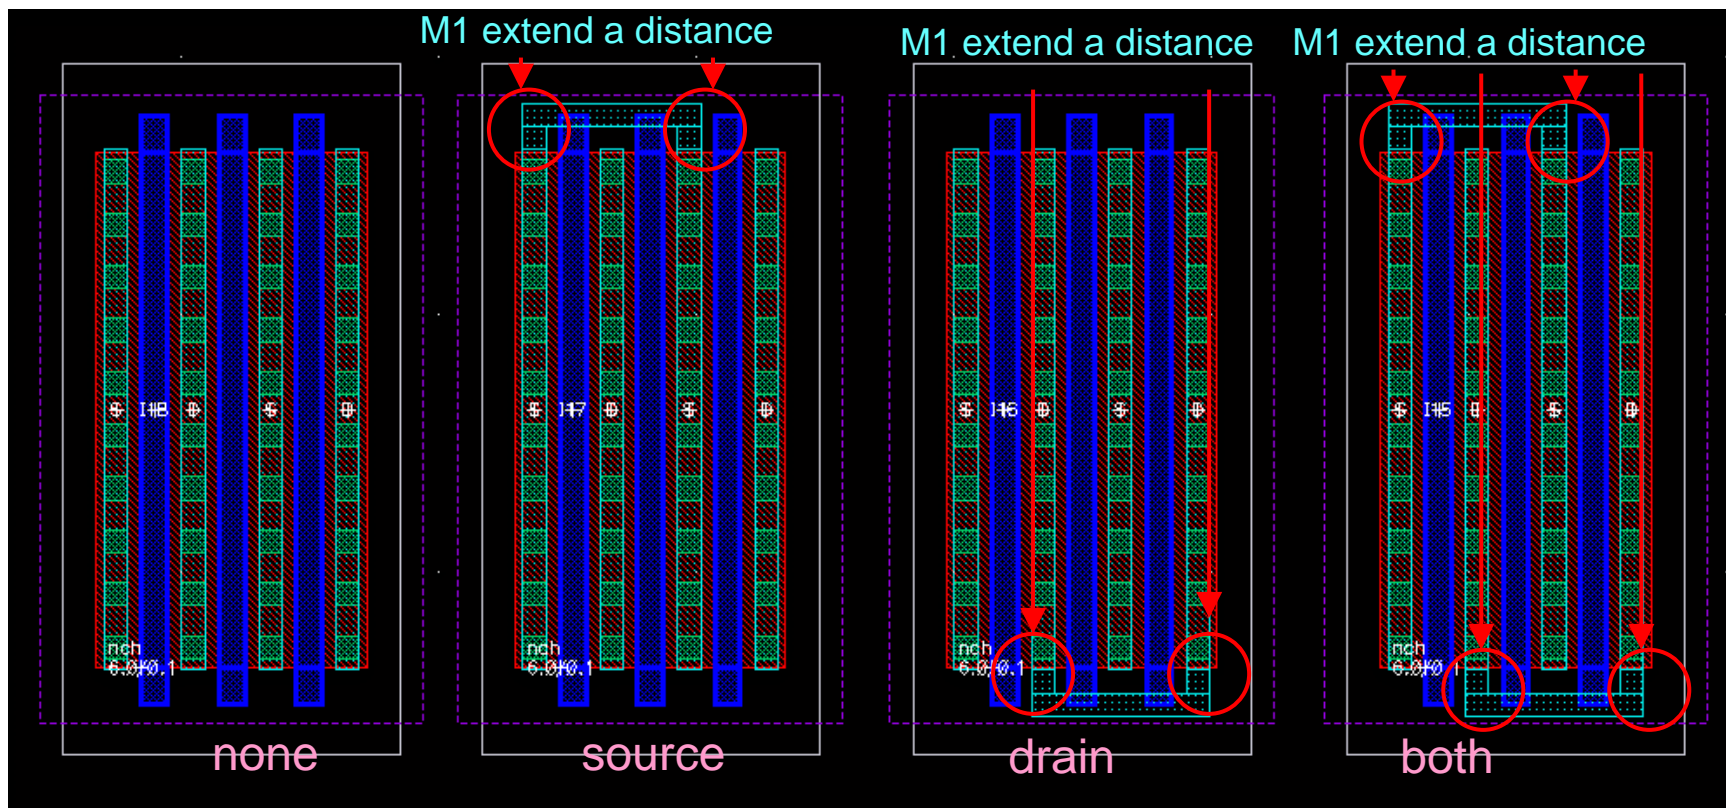 M1 extend a distance
M1 extend a distance
M1 extend a distance
S
D
S
D
S
D
S
D
S
D
S
D
S
D
S
D
nch
nch
nch
nch
none
source
drain
both